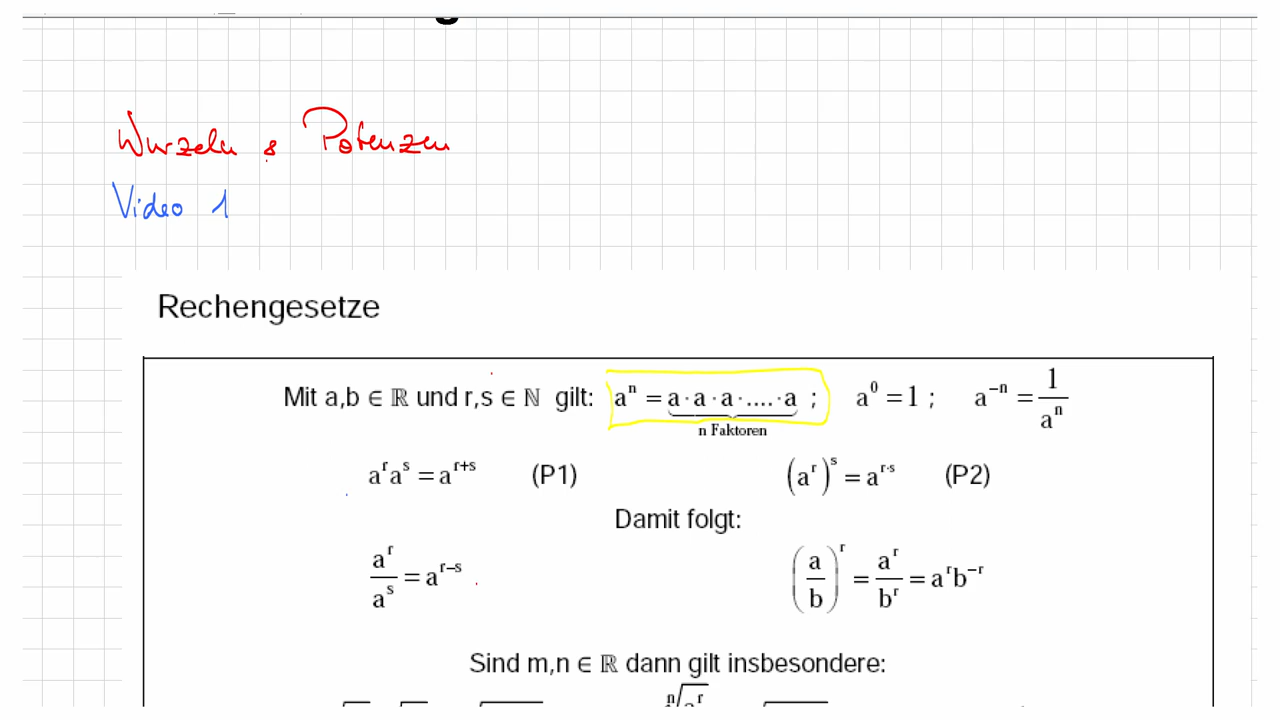 Wurzeln & Potenzen
Video 1
Rechengesetze
Mit a,b ∈ ℝ und r,s ∈ ℕ gilt: aⁿ = a · a · a · .... · a ; a⁰ = 1 ; a⁻ⁿ = 1/aⁿ
n Faktoren
aʳaˢ = aʳ⁺ˢ (P1) (aʳ)ˢ = aʳ·ˢ (P2)
Damit folgt:
aʳ/aˢ = aʳ⁻ˢ (a/b)ʳ = aʳ/bʳ = aʳb⁻ʳ
Sind m,n ∈ ℝ dann gilt insbesondere: